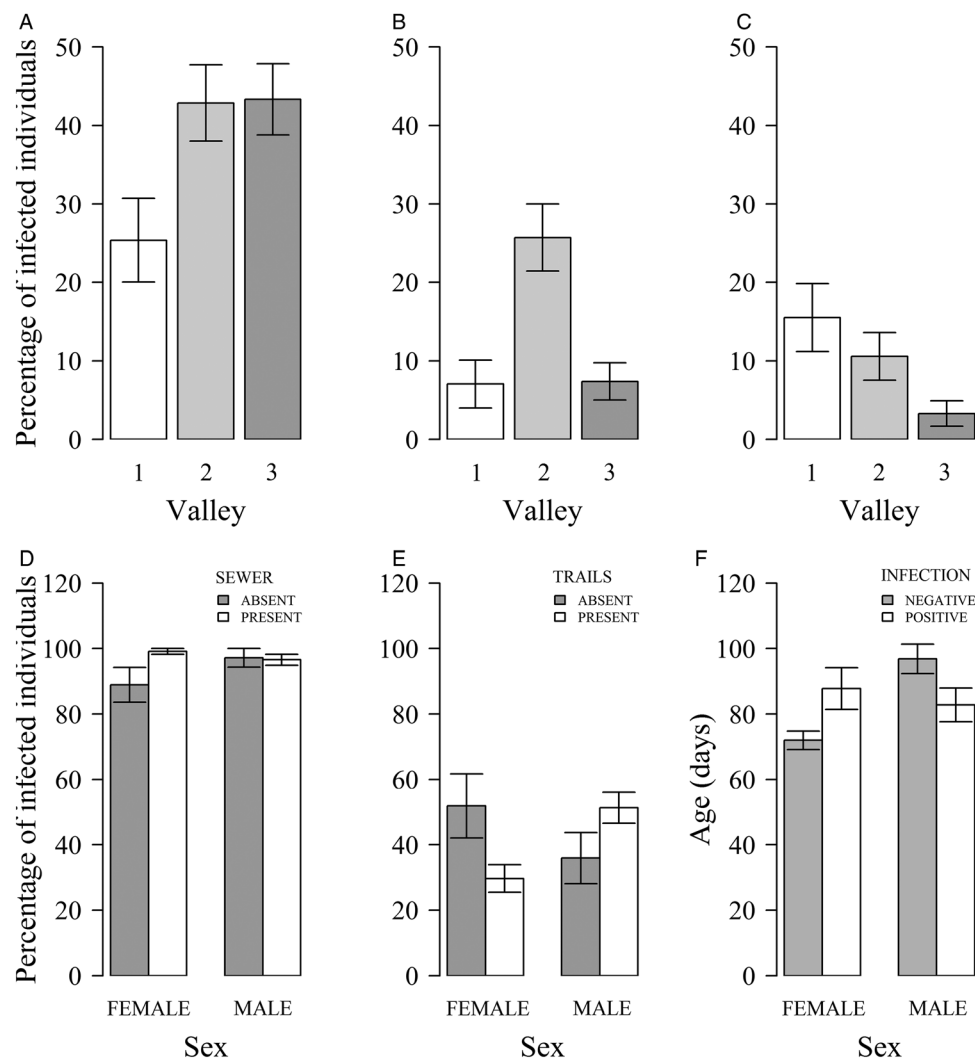 A
Percentage of infected individuals
50
40
30
20
10
0
1 2 3
Valley
B
50
40
30
20
10
0
1 2 3
Valley
C
50
40
30
20
10
0
1 2 3
Valley
D
Percentage of infected individuals
120
100
80
60
40
20
0
SEWER
ABSENT
PRESENT
FEMALE MALE
Sex
E
120
100
80
60
40
20
0
TRAILS
ABSENT
PRESENT
FEMALE MALE
Sex
F
Age (days)
120
100
80
60
40
20
0
INFECTION
NEGATIVE
POSITIVE
FEMALE MALE
Sex